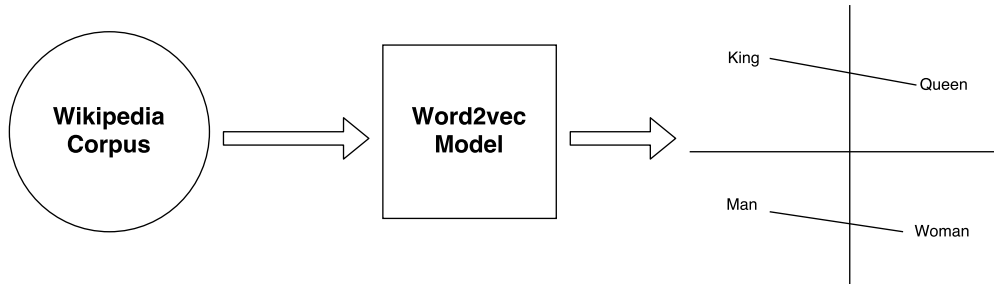 Wikipedia
Corpus
Word2vec
Model
King
Queen
Man
Woman